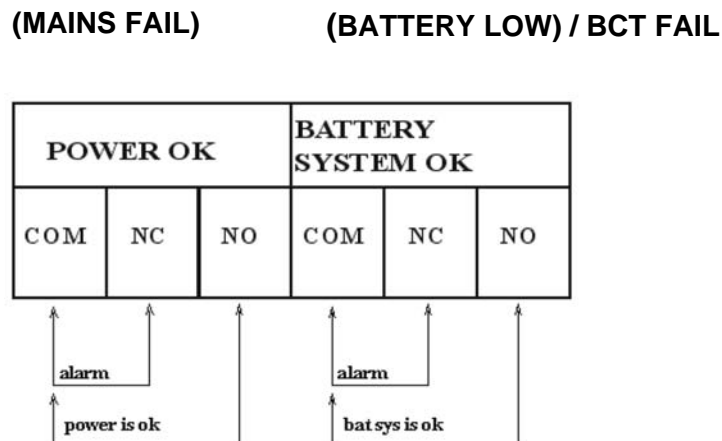 (MAINS FAIL) (BATTERY LOW) / BCT FAIL
POWER OK
BATTERY
SYSTEM OK
COM NC NO COM NC NO
alarm alarm
power is ok bat sys is ok